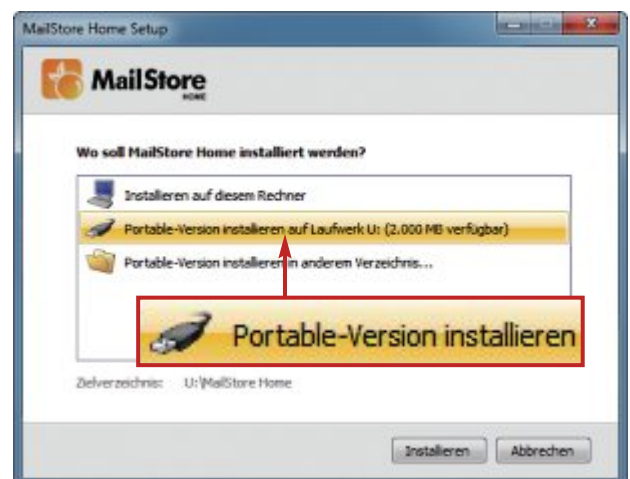 MailStore Home Setup
MailStore
HOME
Wo soll MailStore Home installiert werden?
Installieren auf diesem Rechner
Portable-Version installieren auf Laufwerk U: (2.000 MB verfügbar)
Portable-Version installieren in anderem Verzeichnis...
Portable-Version installieren
Zielverzeichnis: U:\MailStore Home
Installieren Abbrechen